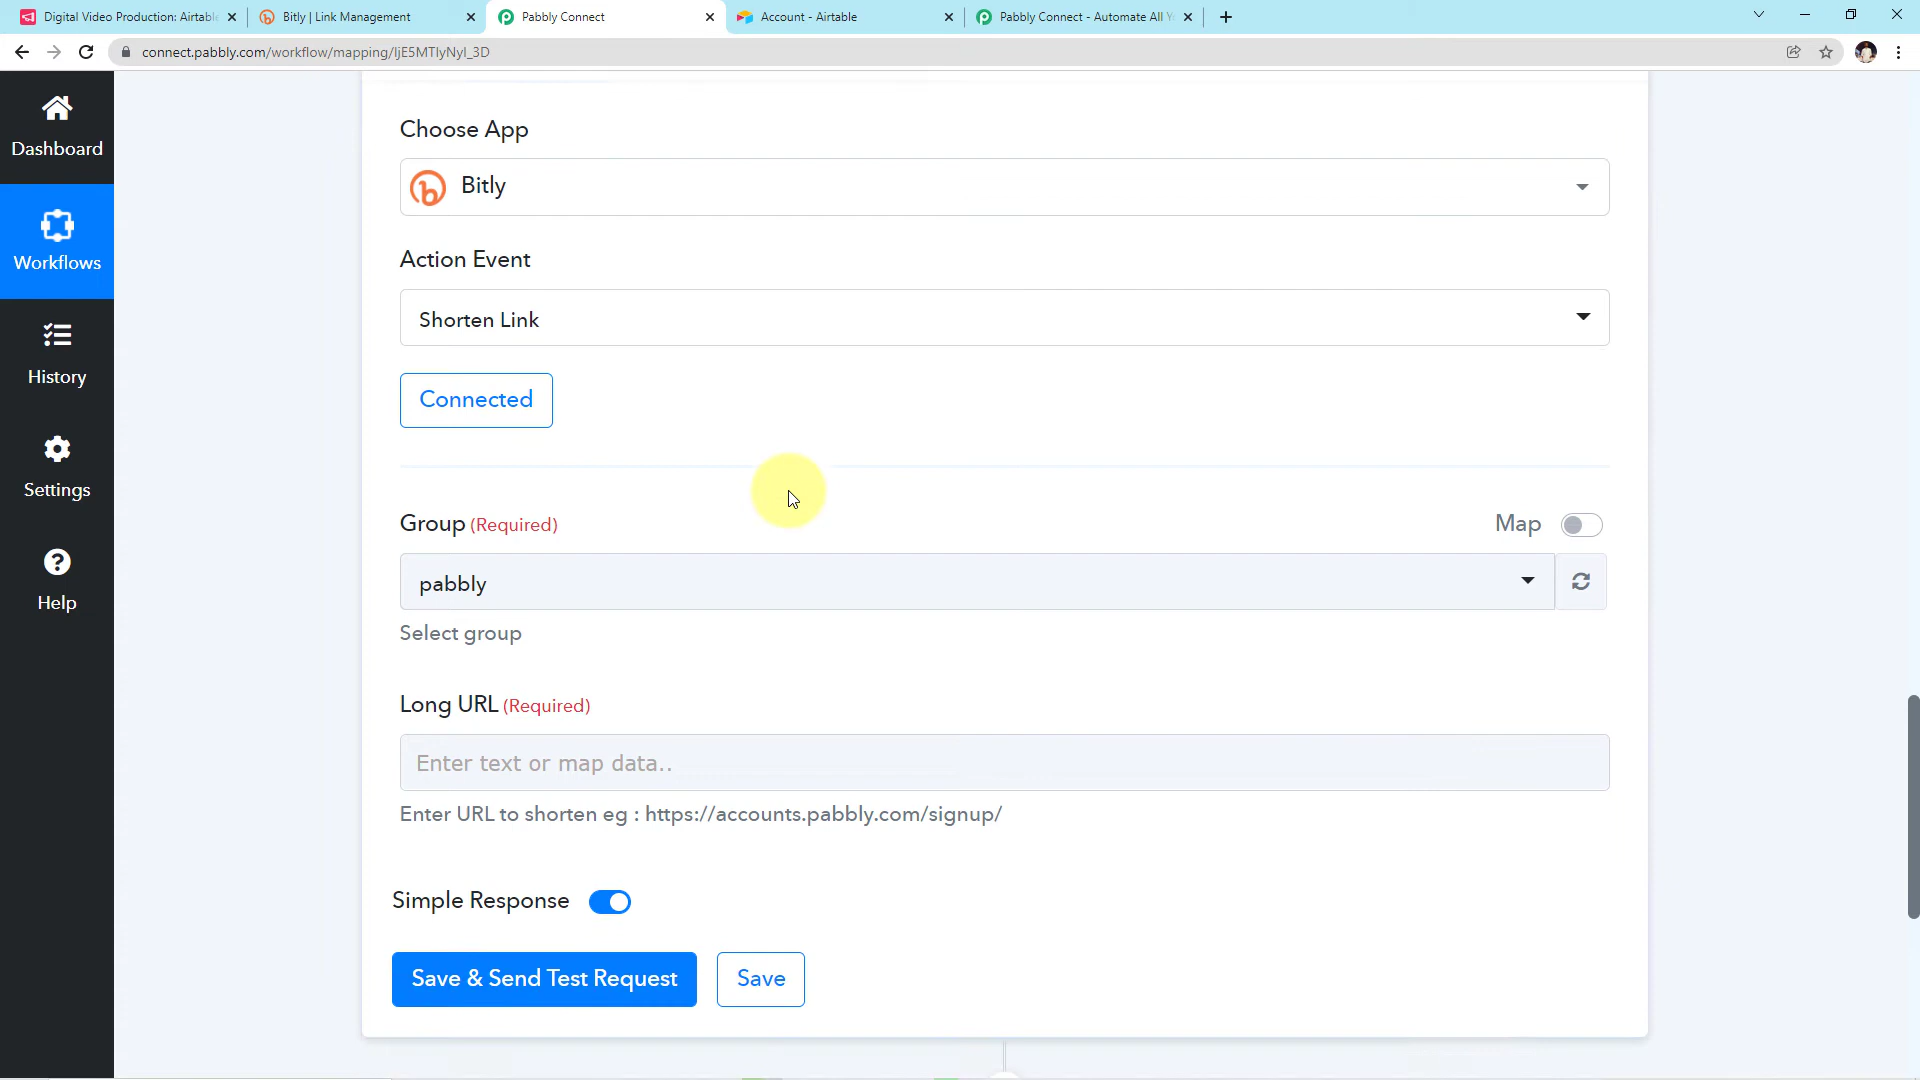 Digital Video Production: Airtable
Bitly | Link Management
Pabbly Connect
Account - Airtable
Pabbly Connect - Automate All Y
connect.pabbly.com/workflow/mapping/IjE5MTIyNyI_3D
Dashboard
Workflows
History
Settings
Help
Choose App
Bitly
Action Event
Shorten Link
Connected
Group (Required)
Map
pabbly
Select group
Long URL (Required)
Enter text or map data..
Enter URL to shorten eg : https://accounts.pabbly.com/signup/
Simple Response
Save & Send Test Request
Save